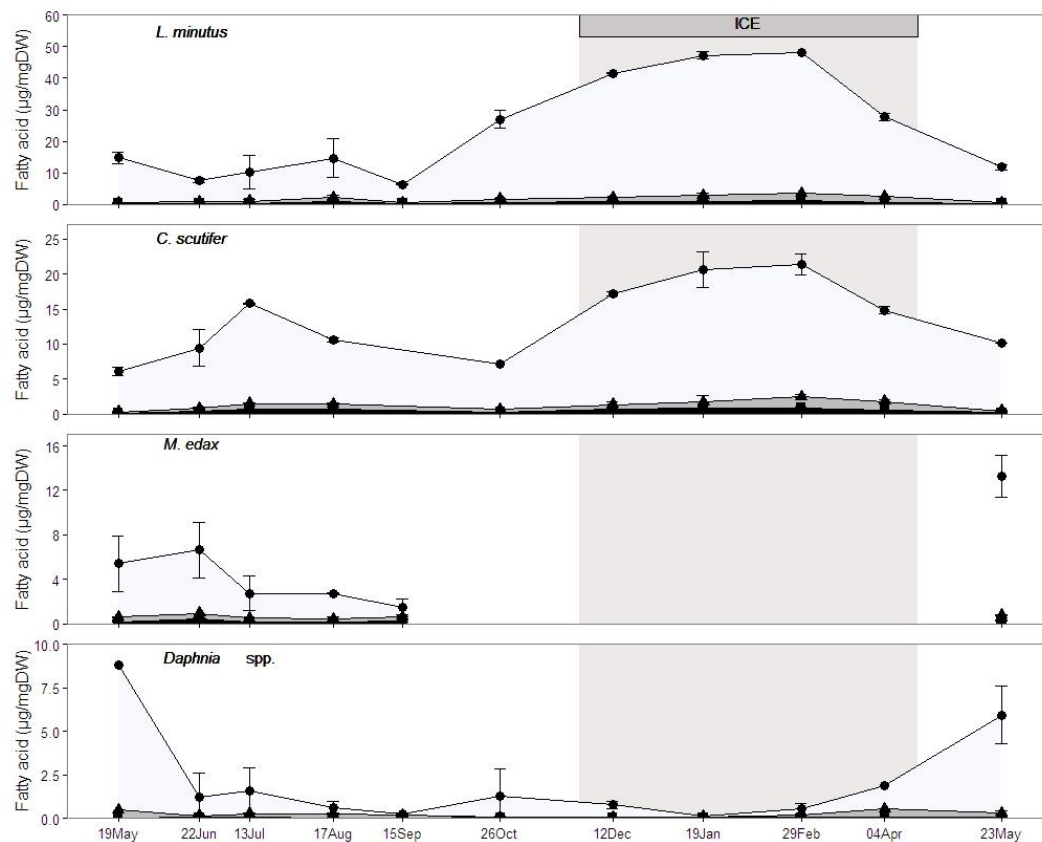 L. minutus
ICE
Fatty acid (µg/mgDW)
60
50
40
30
20
10
0
C. scutifer
Fatty acid (µg/mgDW)
25
20
15
10
5
0
M. edax
Fatty acid (µg/mgDW)
16
12
8
4
0
Daphnia spp.
Fatty acid (µg/mgDW)
10.0
7.5
5.0
2.5
0.0
19May 22Jun 13Jul 17Aug 15Sep 26Oct 12Dec 19Jan 29Feb 04Apr 23May